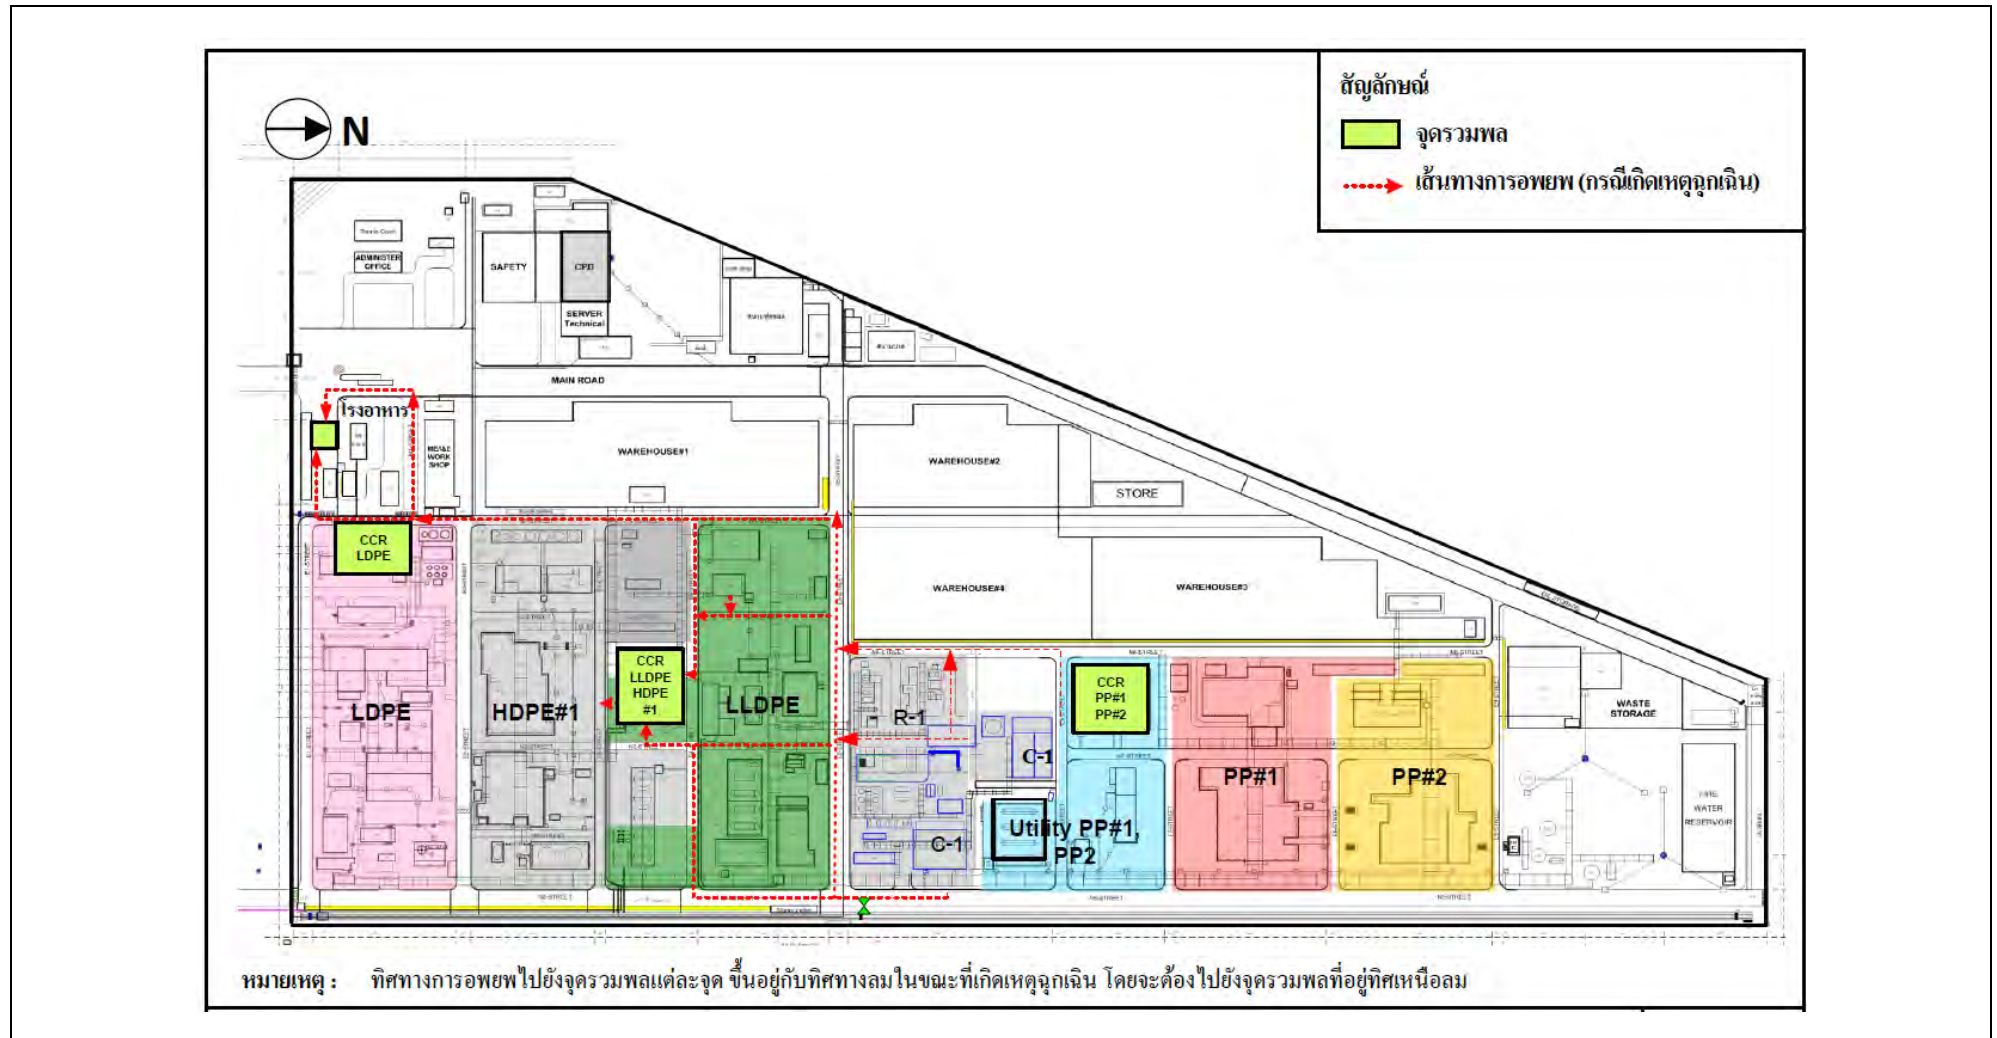 สัญลักษณ์
จุดรวมพล
เส้นทางการอพยพ (กรณีเกิดเหตุฉุกเฉิน)
N
Tennis Court
ADMINISTER
OFFICE
SAFETY
CPD
SERVER
Technical
MAIN ROAD
โรงอาหาร
ME/AE
WORK
SHOP
WAREHOUSE#1
WAREHOUSE#2
STORE
WAREHOUSE#4
WAREHOUSE#3
CCR
LDPE
CCR
LLDPE
HDPE
#1
CCR
PP#1
PP#2
LDPE
HDPE#1
LLDPE
R-1
C-1
C-1
Utility PP#1,
PP2
PP#1
PP#2
WASTE
STORAGE
FIRE
WATER
RESERVOIR
หมายเหตุ : ทิศทางการอพยพไปยังจุดรวมพลแต่ละจุด ขึ้นอยู่กับทิศทางลมในขณะที่เกิดเหตุฉุกเฉิน โดยจะต้องไปยังจุดรวมพลที่อยู่ทิศเหนือลม